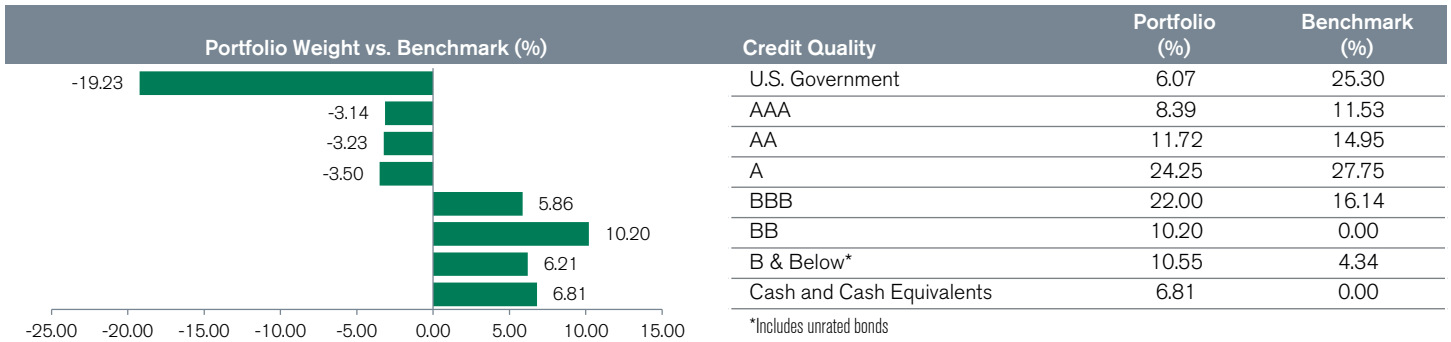 Portfolio Weight vs. Benchmark (%)
-19.23
-3.14
-3.23
-3.50
5.86
10.20
6.21
6.81
-25.00 -20.00 -15.00 -10.00 -5.00 0.00 5.00 10.00 15.00
Credit Quality Portfolio (%) Benchmark (%)
U.S. Government 6.07 25.30
AAA 8.39 11.53
AA 11.72 14.95
A 24.25 27.75
BBB 22.00 16.14
BB 10.20 0.00
B & Below* 10.55 4.34
Cash and Cash Equivalents 6.81 0.00
*Includes unrated bonds